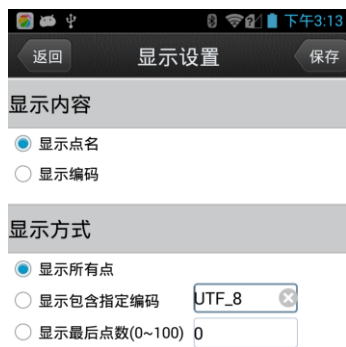 下午3:13
返回 显示设置 保存
显示内容
显示点名
显示编码
显示方式
显示所有点
显示包含指定编码 UTF_8
显示最后点数(0~100) 0